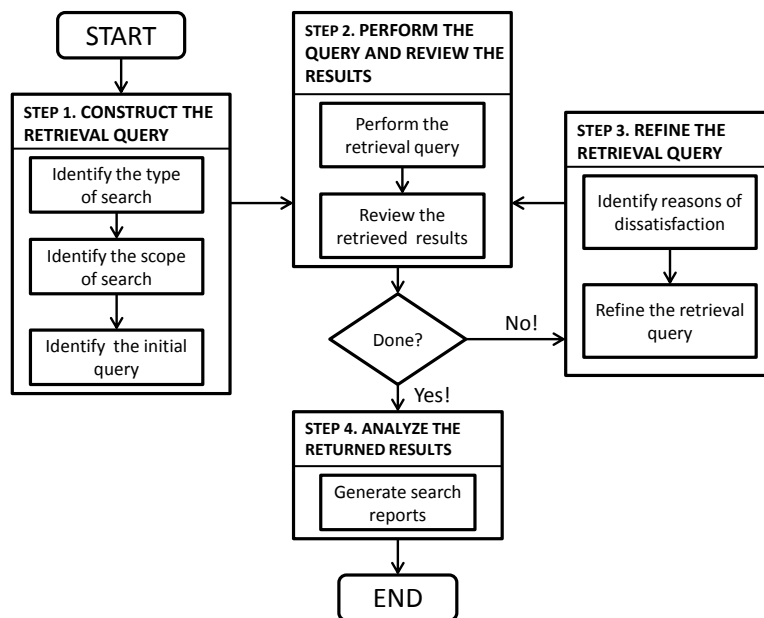 START
STEP 1. CONSTRUCT THE
RETRIEVAL QUERY
Identify the type
of search
Identify the scope
of search
Identify the initial
query
STEP 2. PERFORM THE
QUERY AND REVIEW THE
RESULTS
Perform the
retrieval query
Review the
retrieved results
Done?
No!
Yes!
STEP 3. REFINE THE
RETRIEVAL QUERY
Identify reasons of
dissatisfaction
Refine the retrieval
query
STEP 4. ANALYZE THE
RETURNED RESULTS
Generate search
reports
END